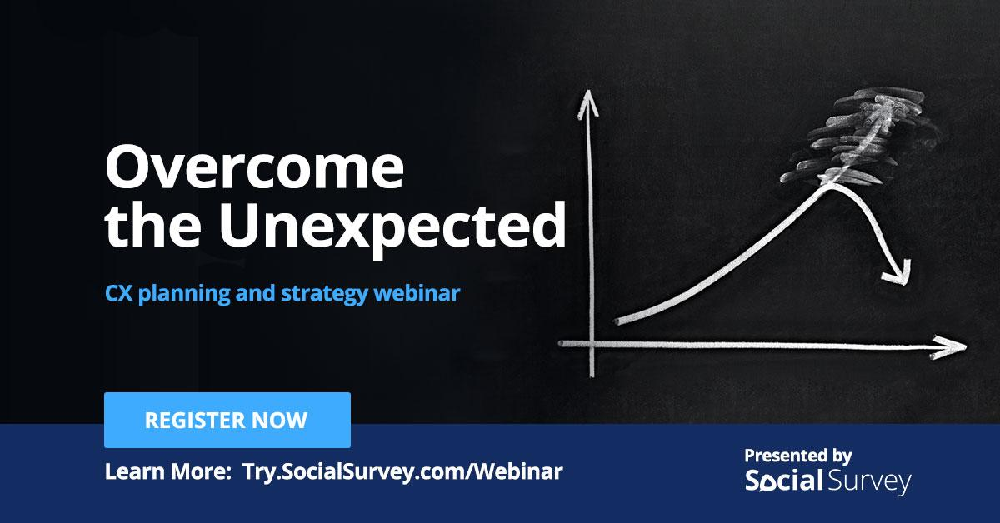 Overcome
the Unexpected
CX planning and strategy webinar
REGISTER NOW
Learn More: Try.SocialSurvey.com/Webinar
Presented by
SocialSurvey